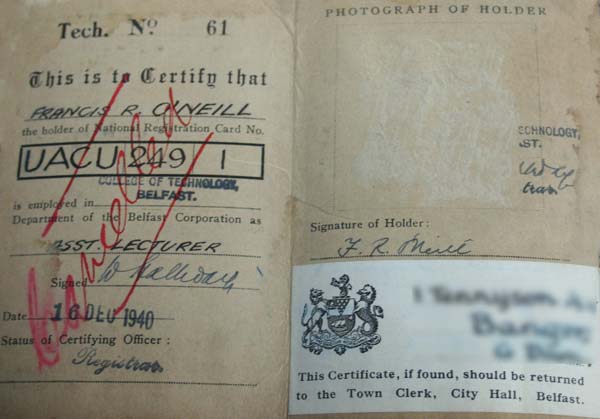 Tech. No. 61
This is to Certify that
FRANCIS R. O'NEILL
the holder of National Registration Card No.
UACU 249 1
COLLEGE OF TECHNOLOGY,
BELFAST.
is employed in
Department of the Belfast Corporation as
ASST. LECTURER
Signed
Date 16 DEC 1940
Status of Certifying Officer :
Registrar
Cancelled
PHOTOGRAPH OF HOLDER
ECHNOLOGY,
ST.
Signature of Holder :
F. R. O'Neill
This Certificate, if found, should be returned
to the Town Clerk, City Hall, Belfast.